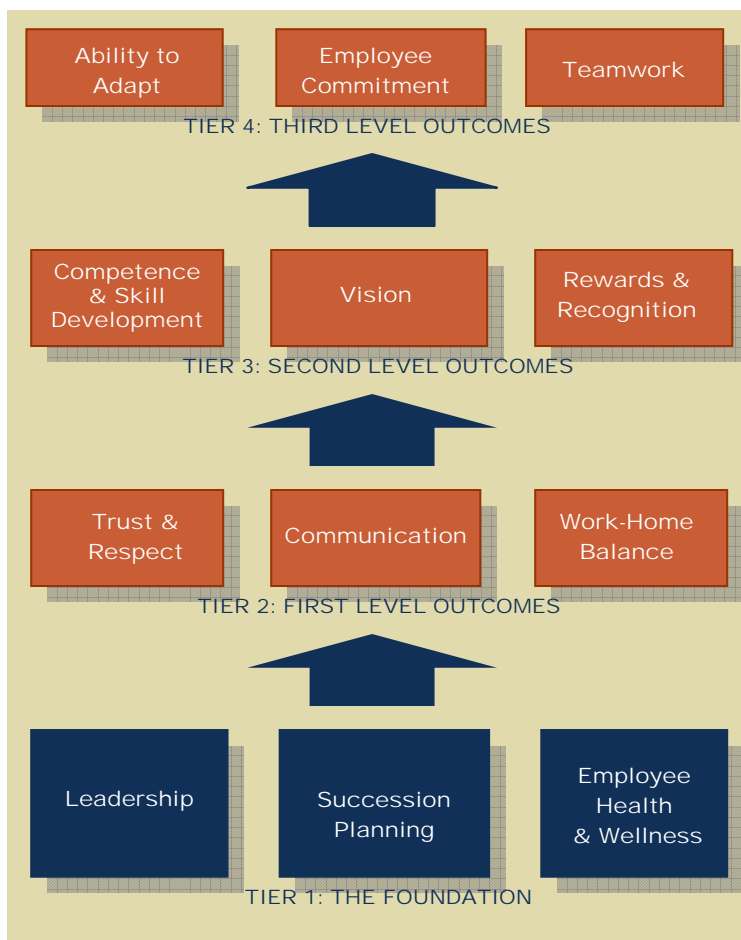 Ability to
Adapt
Employee
Commitment
Teamwork
TIER 4: THIRD LEVEL OUTCOMES
Competence
& Skill
Development
Vision
Rewards &
Recognition
TIER 3: SECOND LEVEL OUTCOMES
Trust &
Respect
Communication
Work-Home
Balance
TIER 2: FIRST LEVEL OUTCOMES
Leadership
Succession
Planning
Employee
Health
& Wellness
TIER 1: THE FOUNDATION